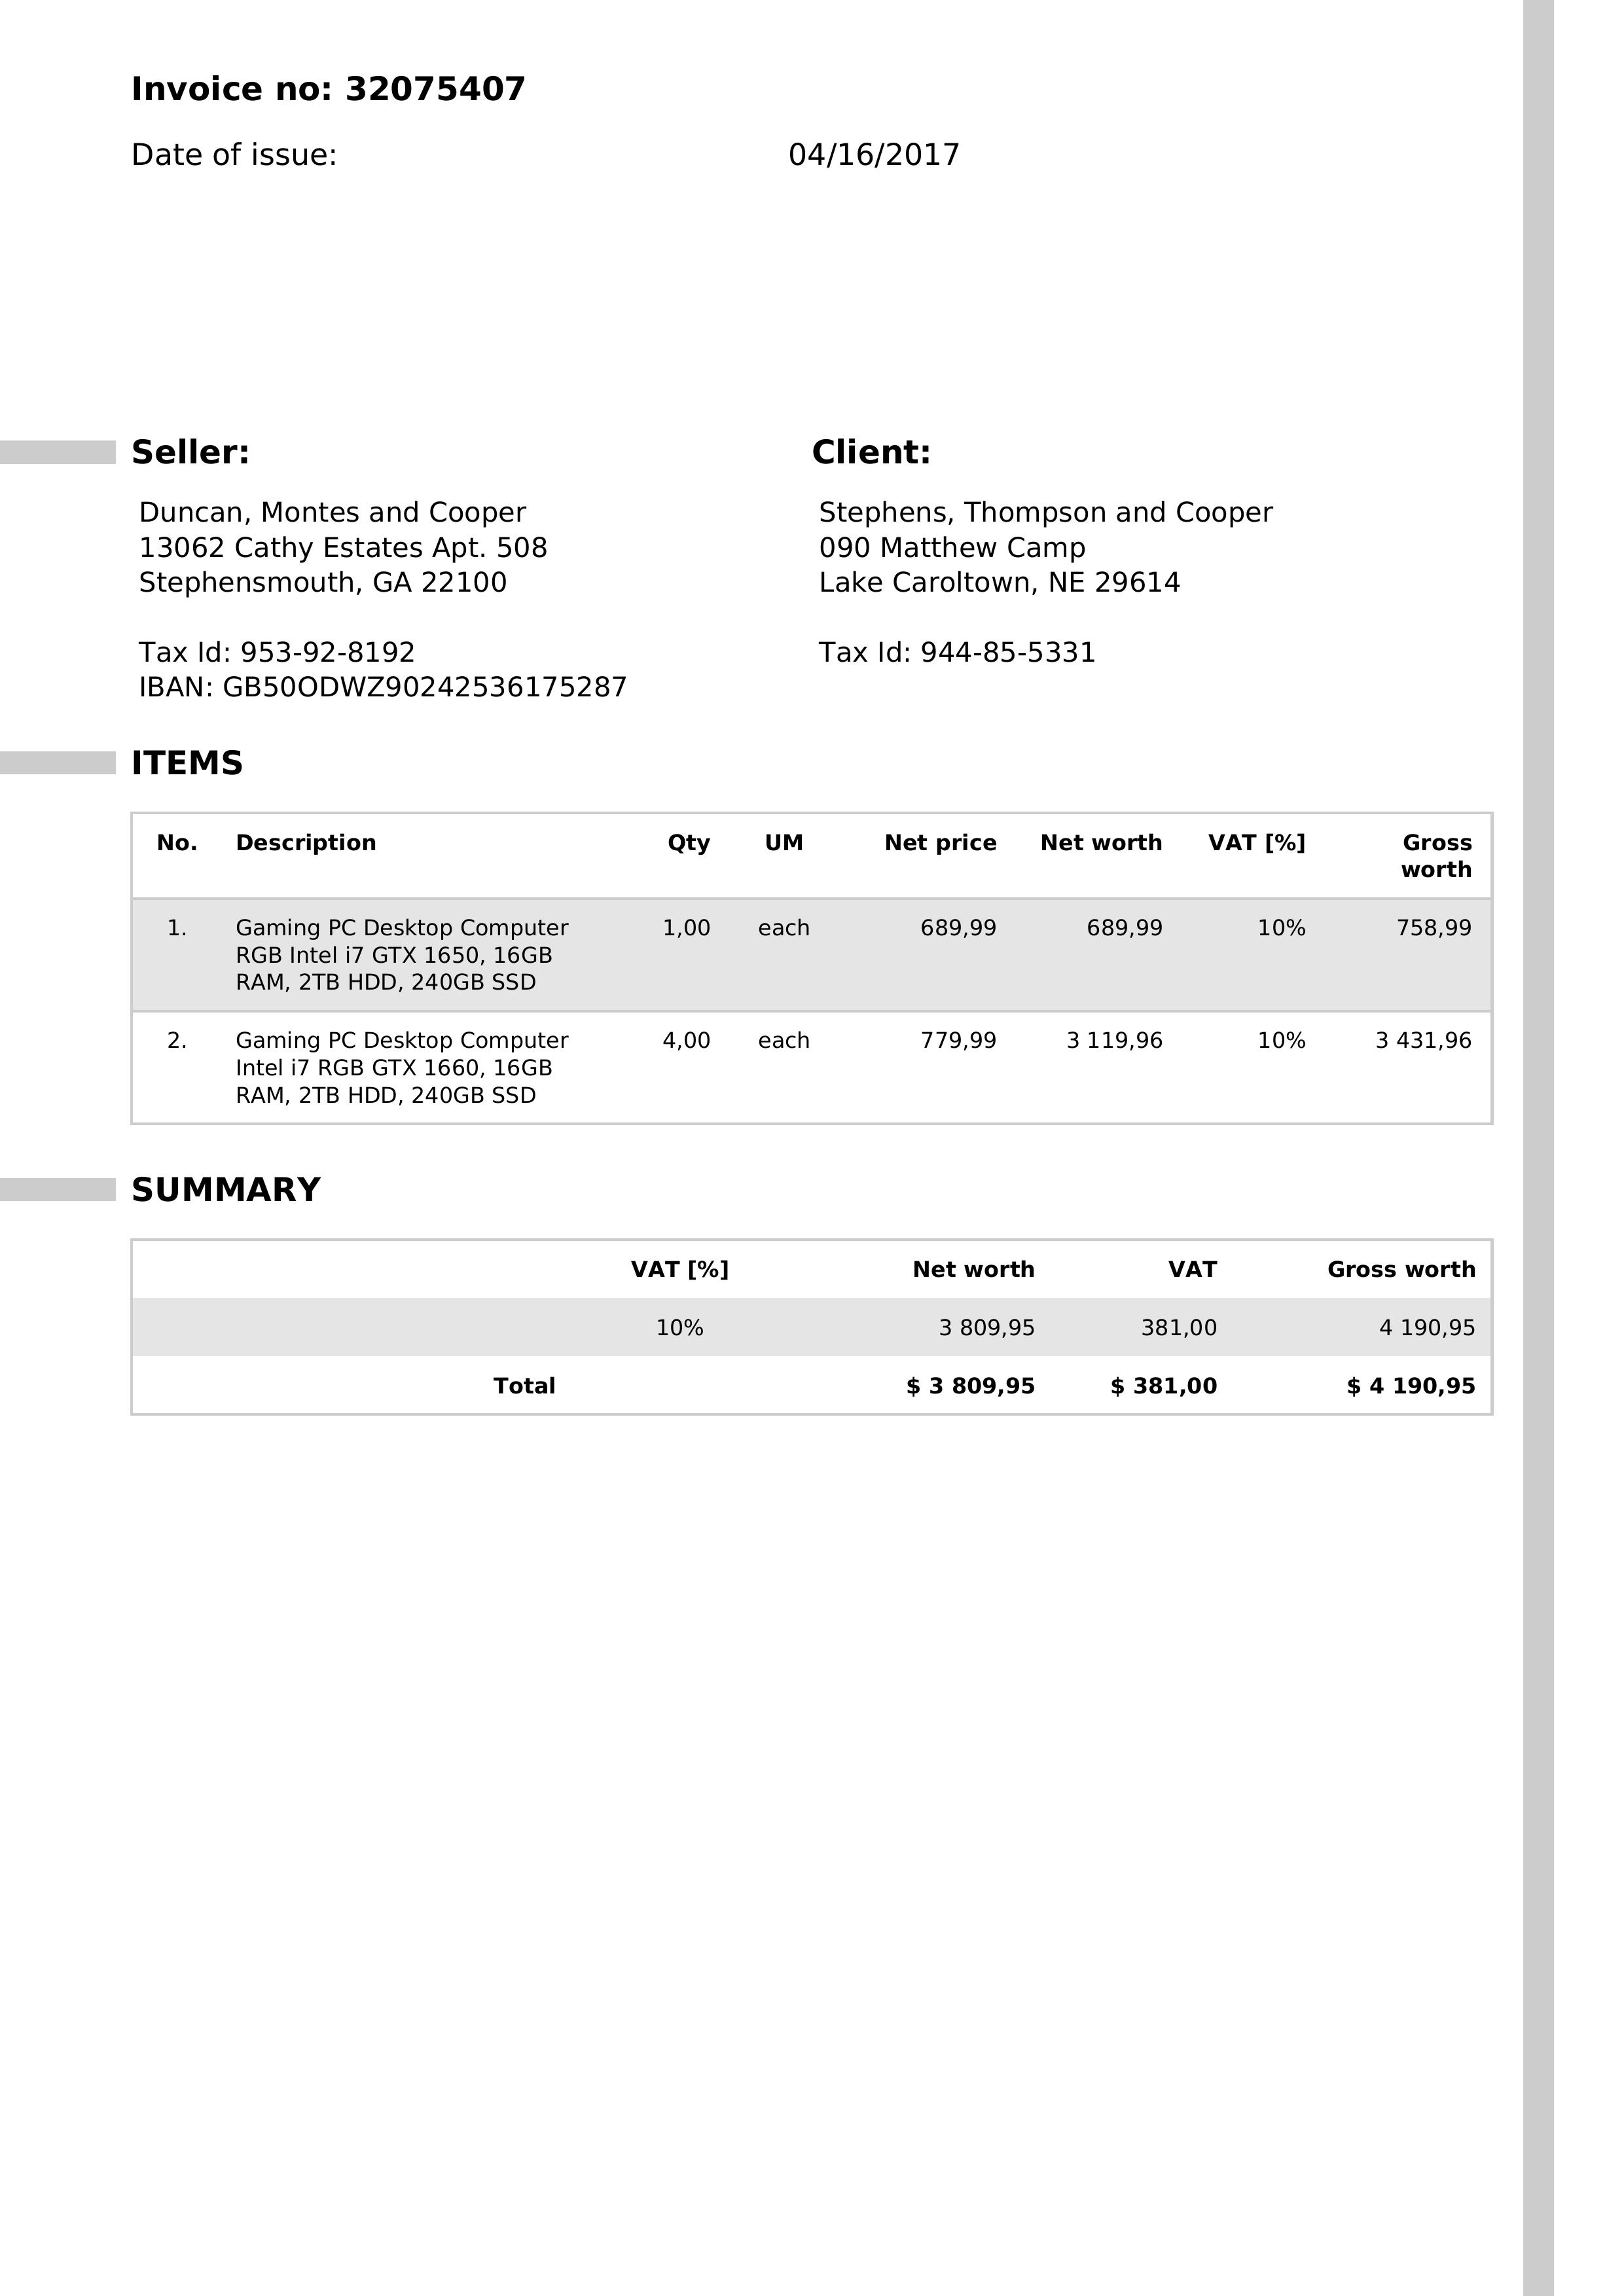 Invoice no: 32075407
Date of issue: 04/16/2017
Seller:
Duncan, Montes and Cooper
13062 Cathy Estates Apt. 508
Stephensmouth, GA 22100
Tax Id: 953-92-8192
IBAN: GB50ODWZ90242536175287
Client:
Stephens, Thompson and Cooper
090 Matthew Camp
Lake Caroltown, NE 29614
Tax Id: 944-85-5331
ITEMS
No. Description Qty UM Net price Net worth VAT [%] Gross
worth
1. Gaming PC Desktop Computer 1,00 each 689,99 689,99 10% 758,99
RGB Intel i7 GTX 1650, 16GB
RAM, 2TB HDD, 240GB SSD
2. Gaming PC Desktop Computer 4,00 each 779,99 3 119,96 10% 3 431,96
Intel i7 RGB GTX 1660, 16GB
RAM, 2TB HDD, 240GB SSD
SUMMARY
VAT [%] Net worth VAT Gross worth
10% 3 809,95 381,00 4 190,95
Total $ 3 809,95 $ 381,00 $ 4 190,95